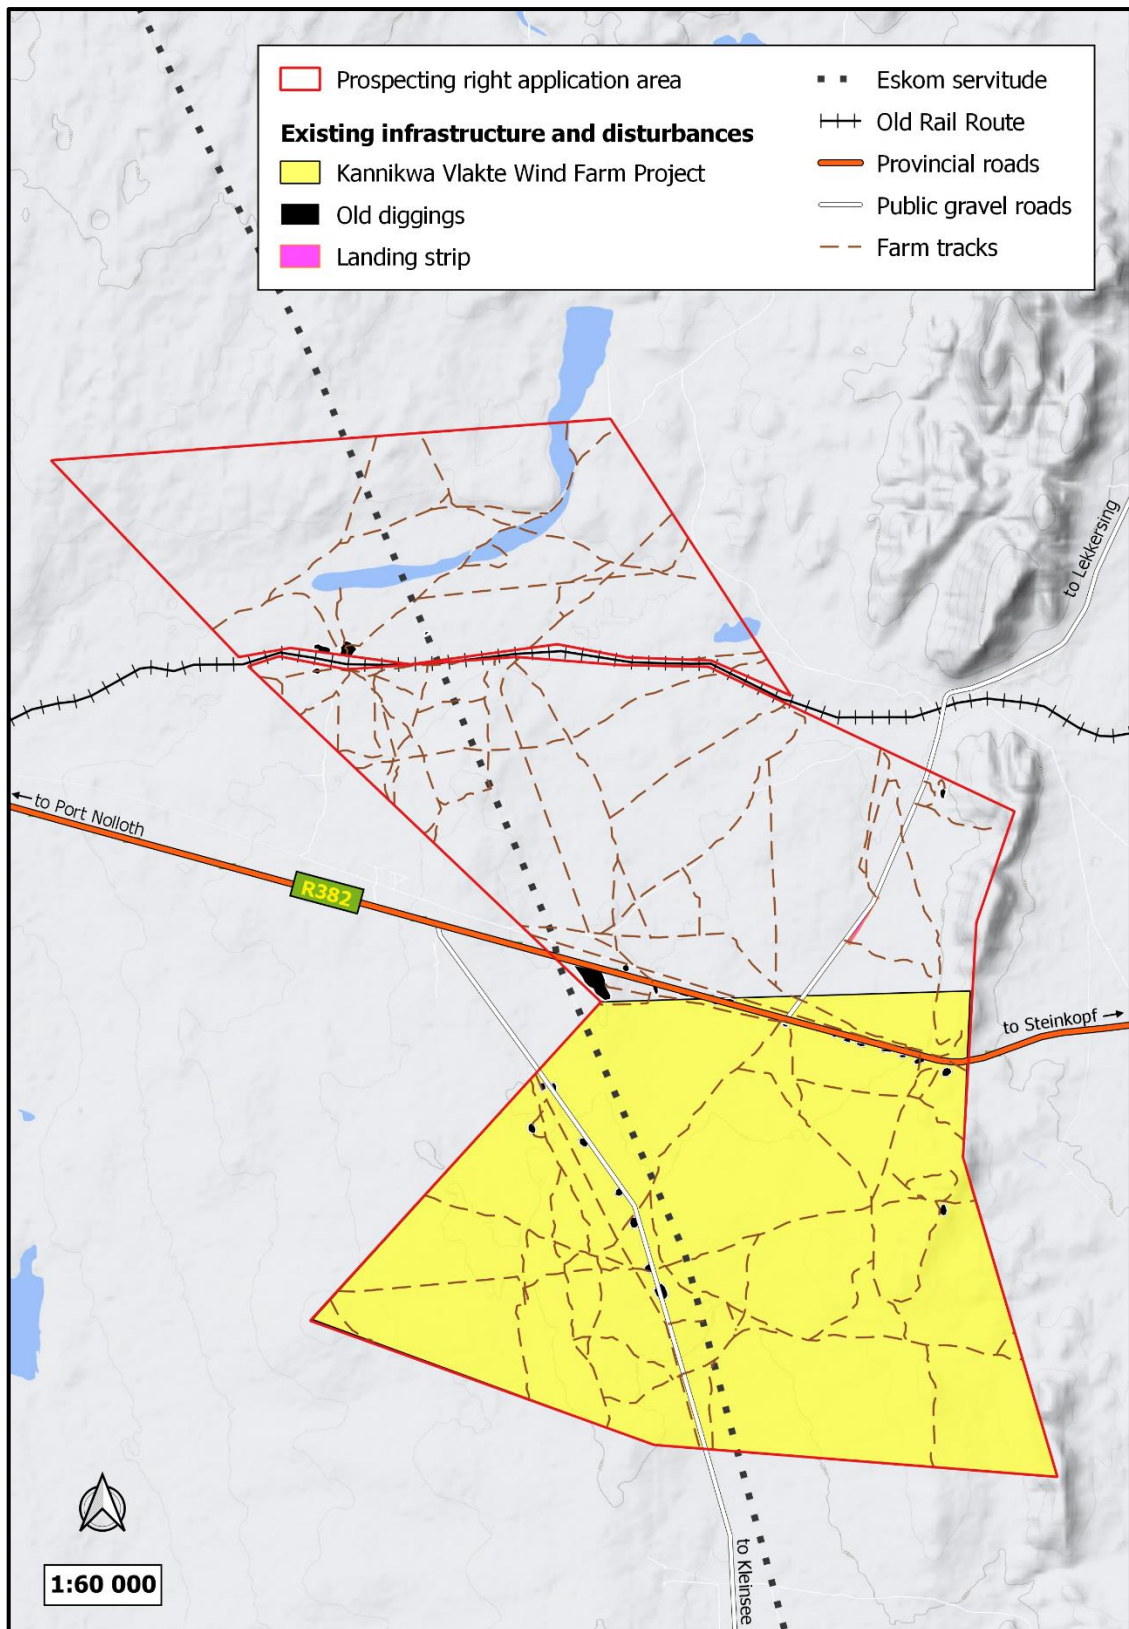 Prospecting right application area
Existing infrastructure and disturbances
Kannikwa Vlakte Wind Farm Project
Old diggings
Landing strip
Eskom servitude
Old Rail Route
Provincial roads
Public gravel roads
Farm tracks
to Lekkersing
← to Port Nolloth
R382
to Steinkopf →
to Kleinsee
1:60 000